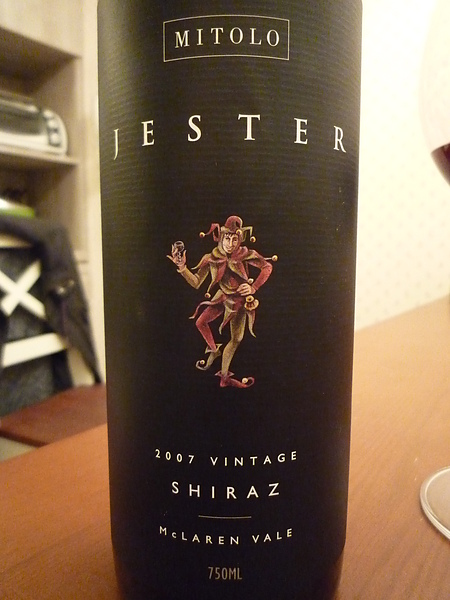 MITOLO
JESTER
2007 VINTAGE
SHIRAZ
McLAREN VALE
750ML